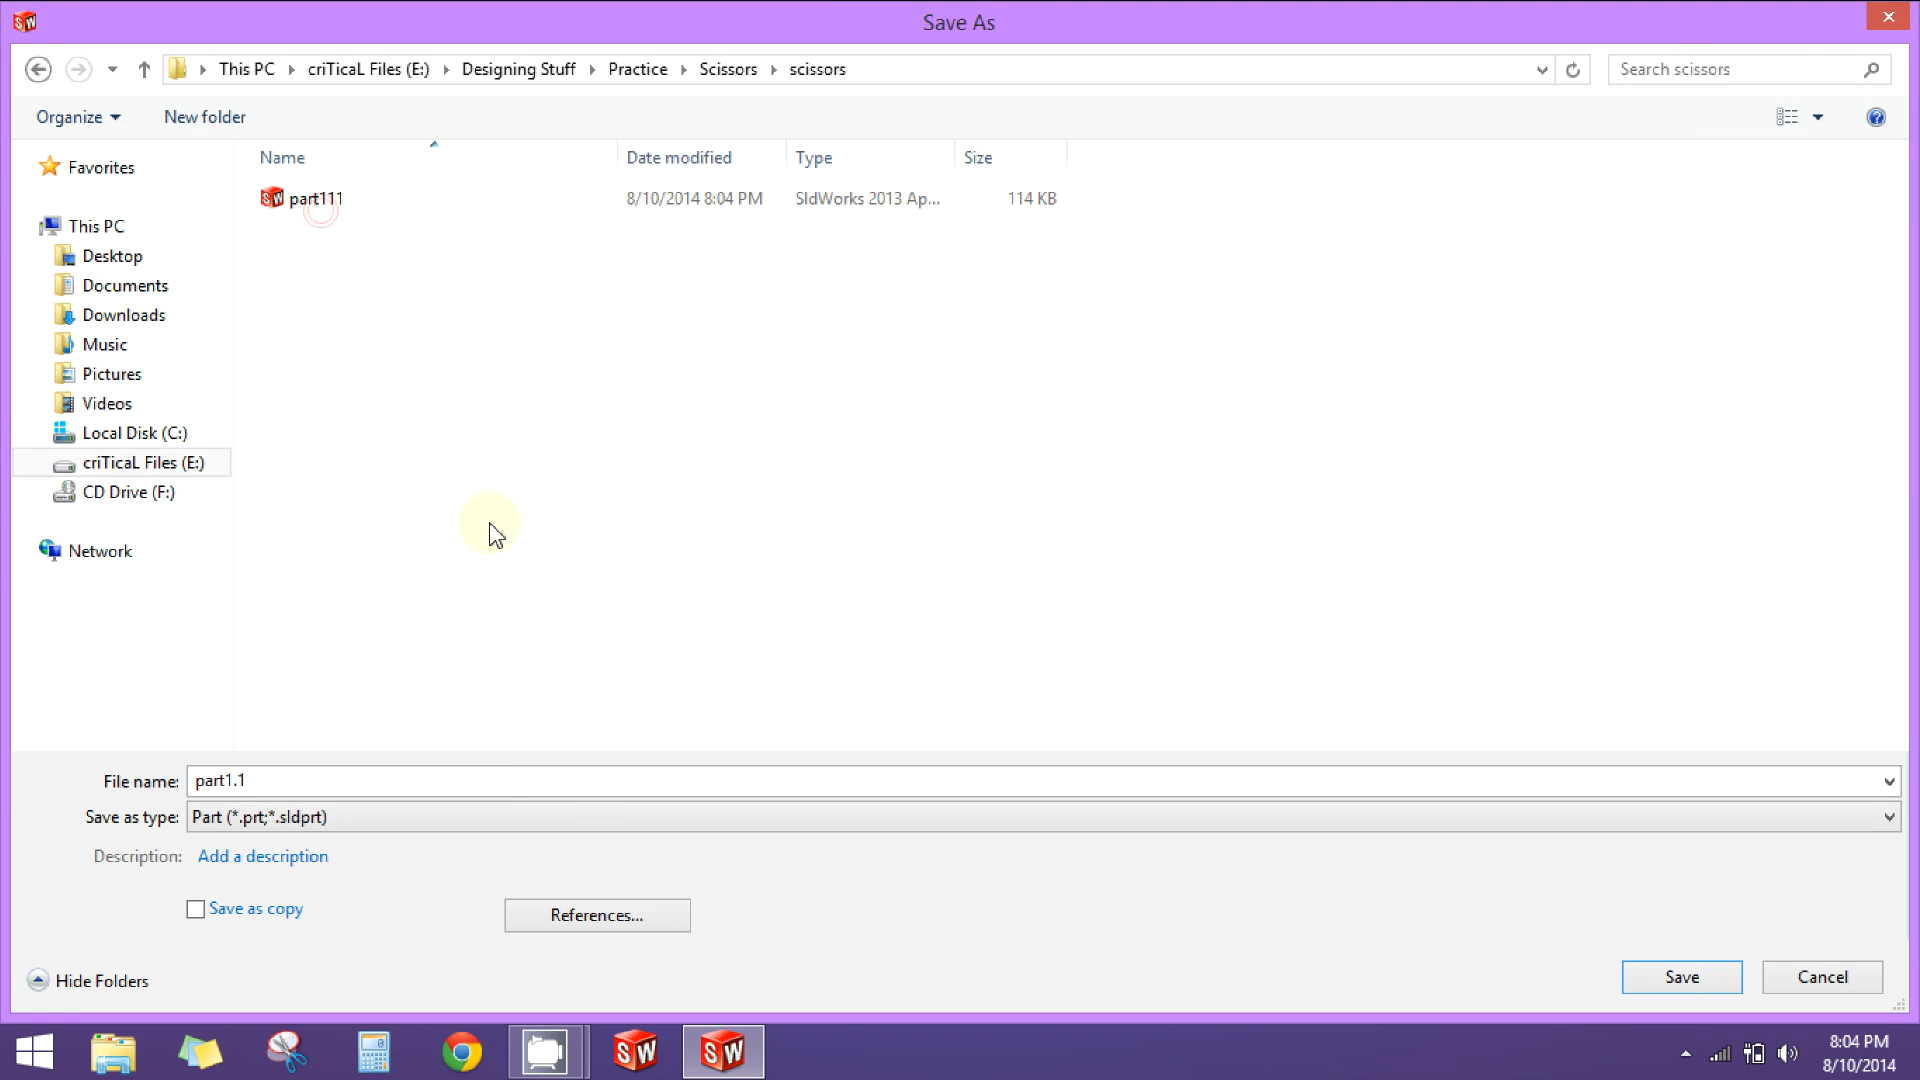 SW Save As
This PC criTicaL Files (E:) Designing Stuff Practice Scissors scissors Search scissors
Organize New folder
Name Date modified Type Size
SW part111 8/10/2014 8:04 PM SldWorks 2013 Ap... 114 KB
Favorites
This PC
Desktop
Documents
Downloads
Music
Pictures
Videos
Local Disk (C:)
criTicaL Files (E:)
CD Drive (F:)
Network
File name: part1.1
Save as type: Part (*.prt;*.sldprt)
Description: Add a description
Save as copy References...
Hide Folders Save Cancel
SW SW 8:04 PM
8/10/2014